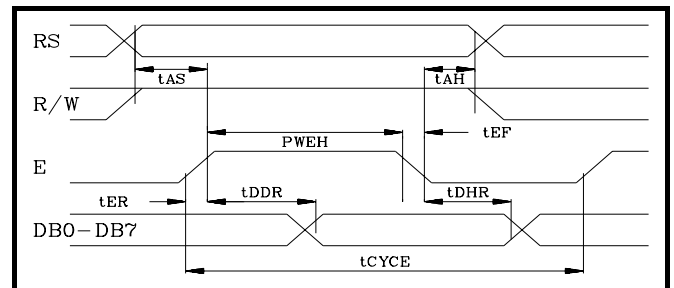 RS
tAS
tAH
R/W
PWEH
tEF
E
tER
tDDR
tDHR
DB0-DB7
tCYCE